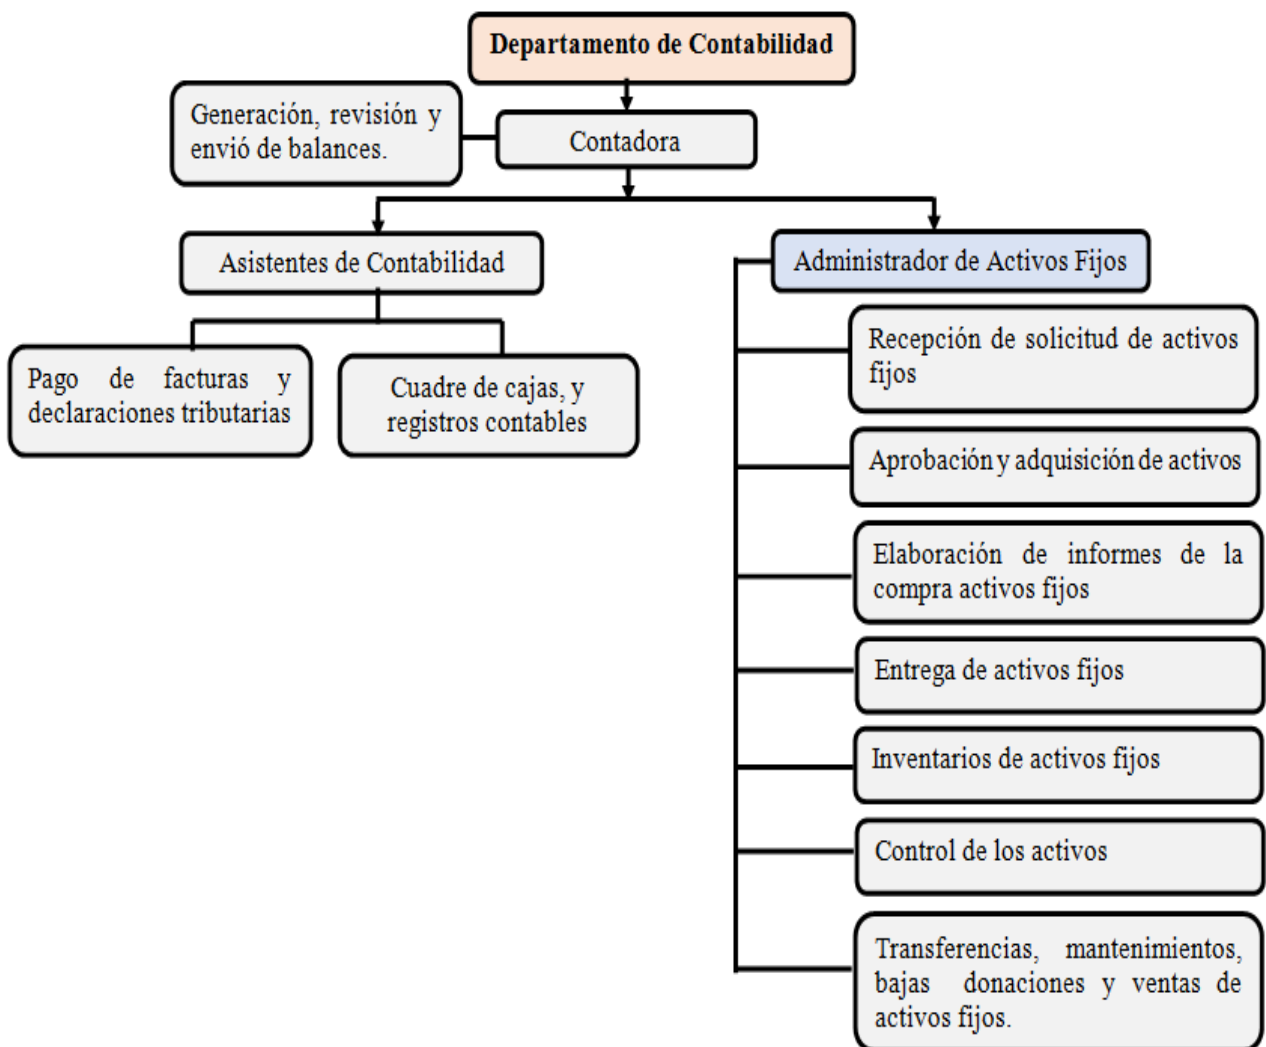 Departamento de Contabilidad
Generación, revisión y
envió de balances.
Contadora
Asistentes de Contabilidad
Administrador de Activos Fijos
Pago de facturas y
declaraciones tributarias
Cuadre de cajas, y
registros contables
Recepción de solicitud de activos
fijos
Aprobación y adquisición de activos
Elaboración de informes de la
compra activos fijos
Entrega de activos fijos
Inventarios de activos fijos
Control de los activos
Transferencias, mantenimientos,
bajas donaciones y ventas de
activos fijos.